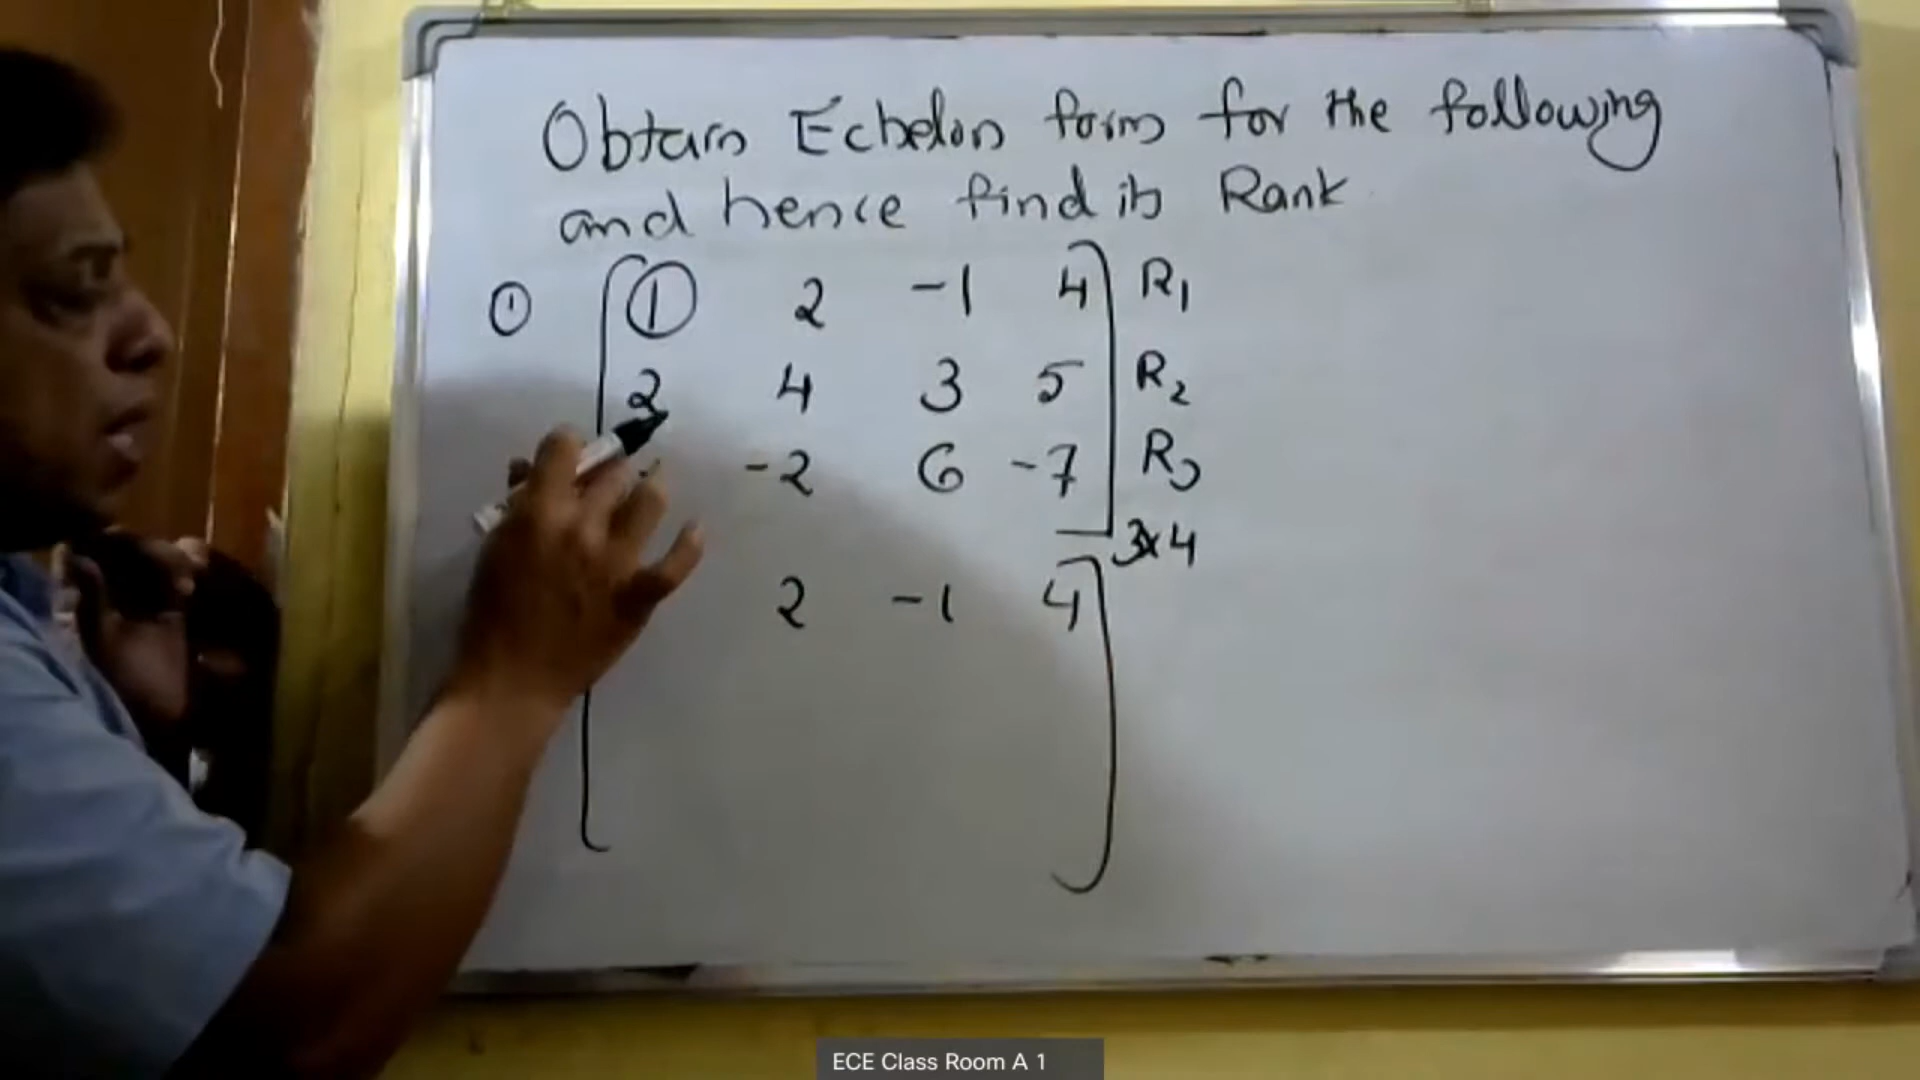 Obtain Echelon form for the following
and hence find its Rank
① ① 2 -1 4 R1
2 4 3 5 R2
-2 6 -7 R3
3x4
2 -1 4
ECE Class Room A 1